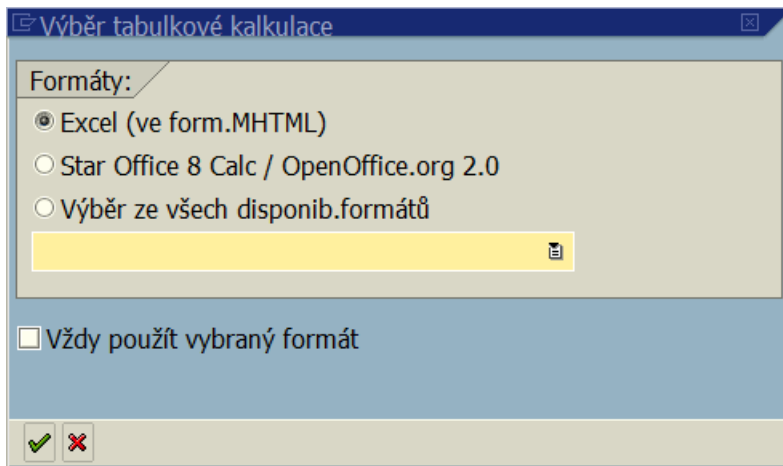 Výběr tabulkové kalkulace
Formáty:
Excel (ve form.MHTML)
Star Office 8 Calc / OpenOffice.org 2.0
Výběr ze všech disponib.formátů
Vždy použít vybraný formát